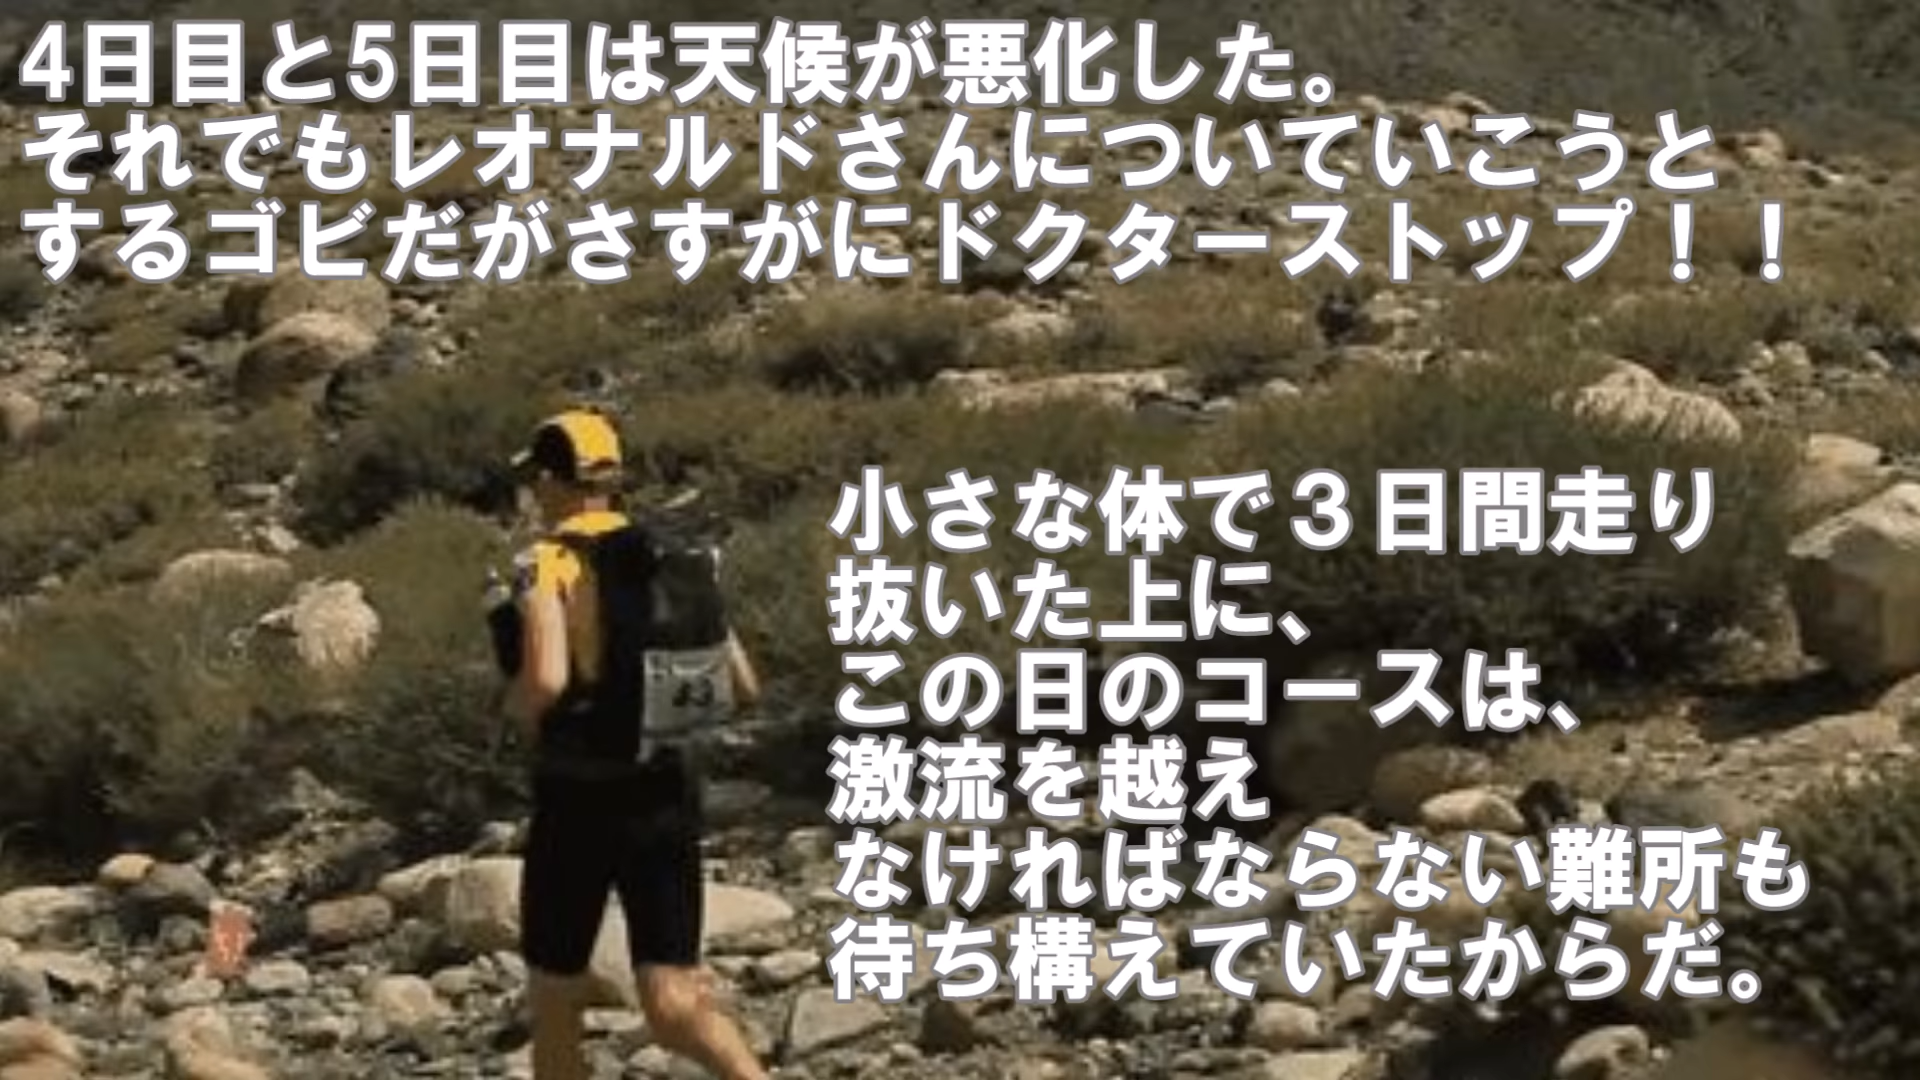 4日目と5日目は天候が悪化した。
それでもレオナルドさんについていこうと
するゴビだがさすがにドクターストップ！！
小さな体で３日間走り
抜いた上に、
この日のコースは、
激流を越え
なければならない難所も
待ち構えていたからだ。